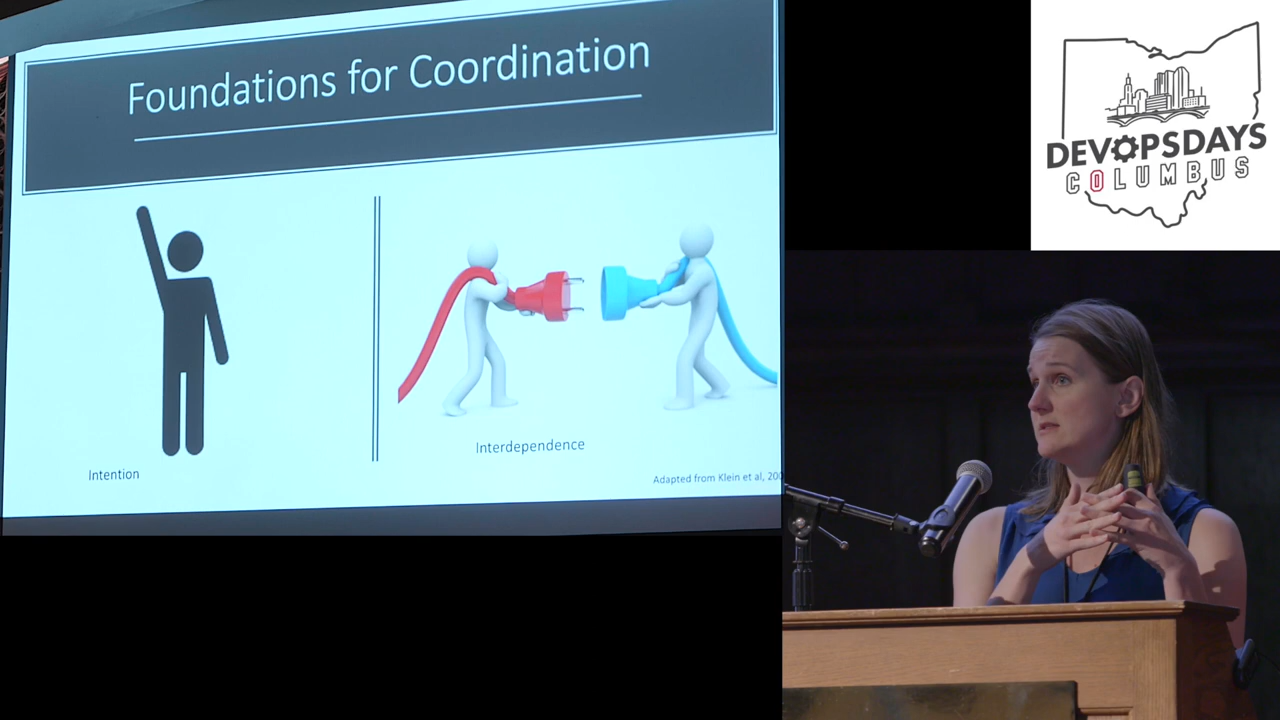 Foundations for Coordination
Intention
Interdependence
Adapted from Klein et al,
DEVOPSDAYS
COLUMBUS